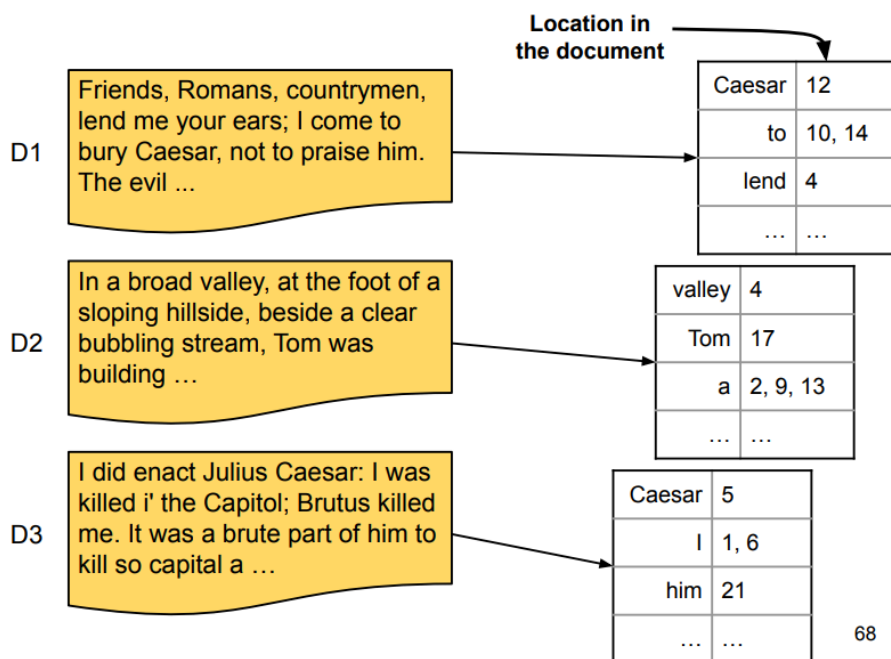 Location in
the document
D1
Friends, Romans, countrymen,
lend me your ears; I come to
bury Caesar, not to praise him.
The evil ...
Caesar 12
to 10, 14
lend 4
… …
D2
In a broad valley, at the foot of a
sloping hillside, beside a clear
bubbling stream, Tom was
building …
valley 4
Tom 17
a 2, 9, 13
… …
D3
I did enact Julius Caesar: I was
killed i' the Capitol; Brutus killed
me. It was a brute part of him to
kill so capital a …
Caesar 5
I 1, 6
him 21
… …
68